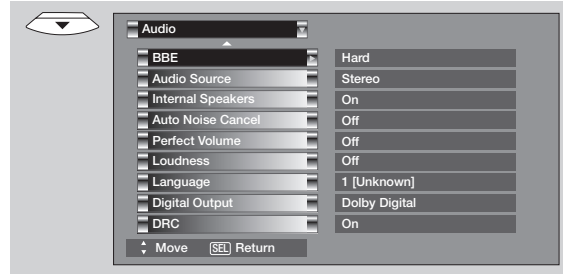 Audio
BBE Hard
Audio Source Stereo
Internal Speakers On
Auto Noise Cancel Off
Perfect Volume Off
Loudness Off
Language 1 [Unknown]
Digital Output Dolby Digital
DRC On
Move SEL Return